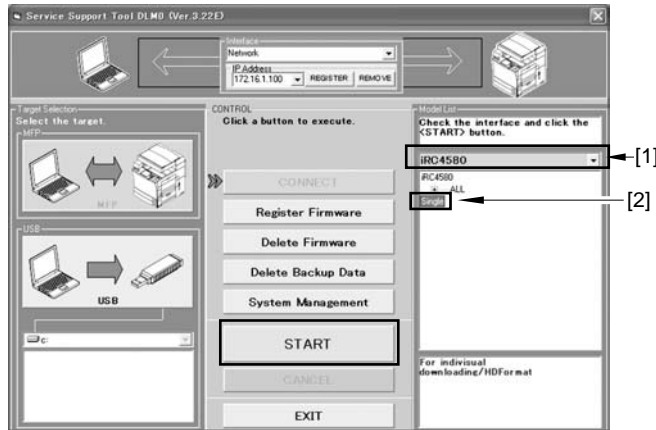 Service Support Tool DLM0 (Ver.3.22E)
Interface
Network
IP Address
172.16.1.100
REGISTER
REMOVE
Target Selection
Select the target.
MFP
MFP
USB
USB
c:
CONTROL
Click a button to execute.
CONNECT
Register Firmware
Delete Firmware
Delete Backup Data
System Management
START
CANCEL
EXIT
Model List
Check the interface and click the
<START> button.
iRC4580
iRC4580
ALL
Single
For indivisual
downloading/HDFormat
[1]
[2]